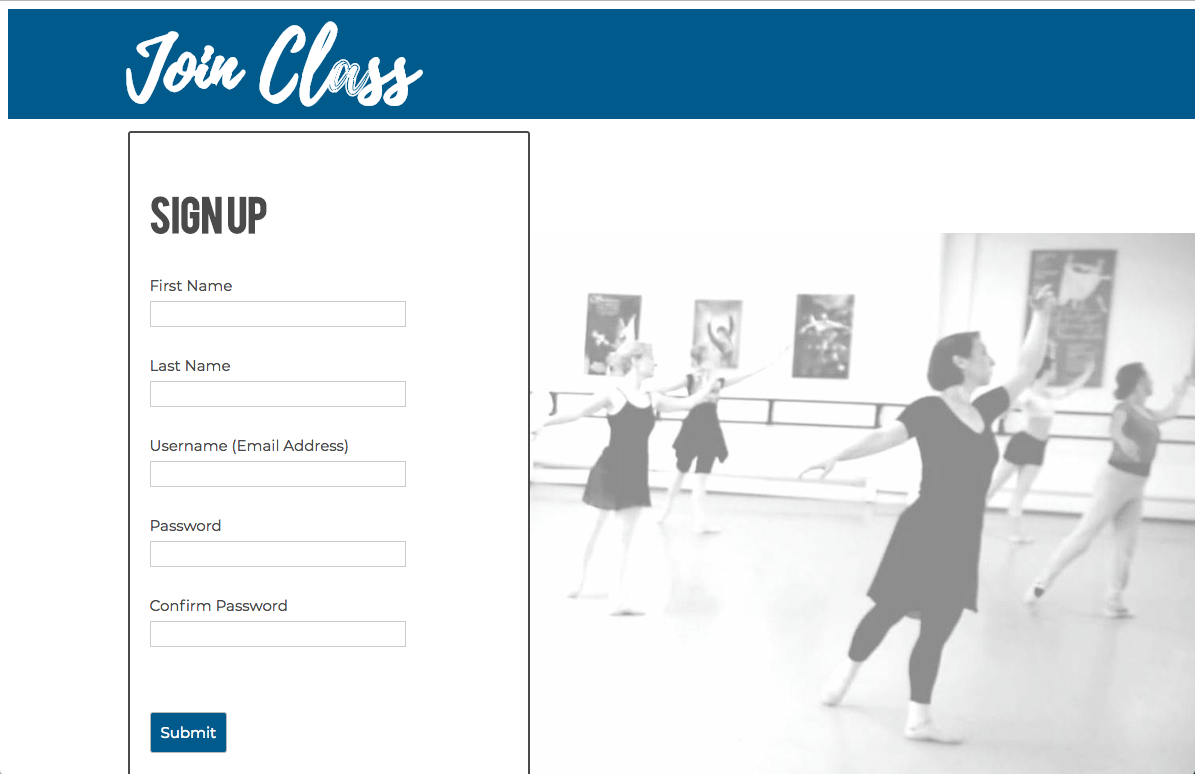 Join Class
SIGN UP
First Name
Last Name
Username (Email Address)
Password
Confirm Password
Submit